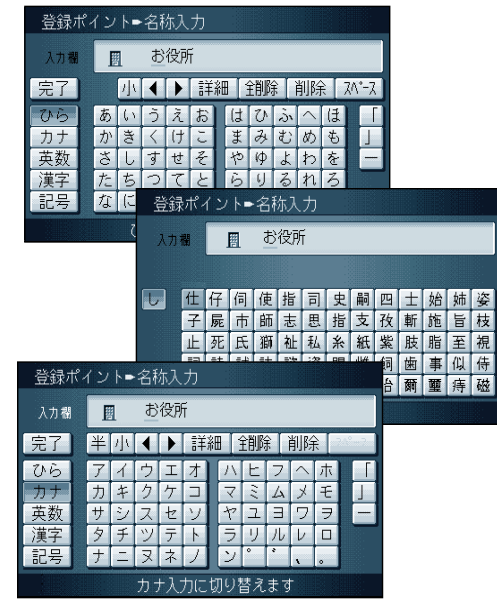 登録ポイント➨名称入力
入力欄 お役所
完了 小 ◀ ▶ 詳細 全削除 削除 スペース
ひら あ い う え お は ひ ふ へ ほ 「
カナ か き く け こ ま み む め も 」
英数 さ し す せ そ や ゆ よ わ を ー
漢字 た ち つ て と ら り る れ ろ
記号 な に
登録ポイント➨名称入力
入力欄 お役所
し 仕 仔 伺 使 指 司 史 嗣 四 士 始 姉 姿
子 屍 市 師 志 思 指 支 孜 斬 施 旨 枝
止 死 氏 獅 祉 私 糸 紙 紫 肢 脂 至 視
飼 歯 事 似 侍
治 爾 璽 痔 磁
登録ポイント➨名称入力
入力欄 お役所
完了 半 小 ◀ ▶ 詳細 全削除 削除 スペース
ひら ア イ ウ エ オ ハ ヒ フ ヘ ホ 「
カナ カ キ ク ケ コ マ ミ ム メ モ 」
英数 サ シ ス セ ソ ヤ ユ ヨ ワ ヲ ー
漢字 タ チ ツ テ ト ラ リ ル レ ロ
記号 ナ ニ ヌ ネ ノ ン ゛ ゜ 、 。
カナ入力に切り替えます